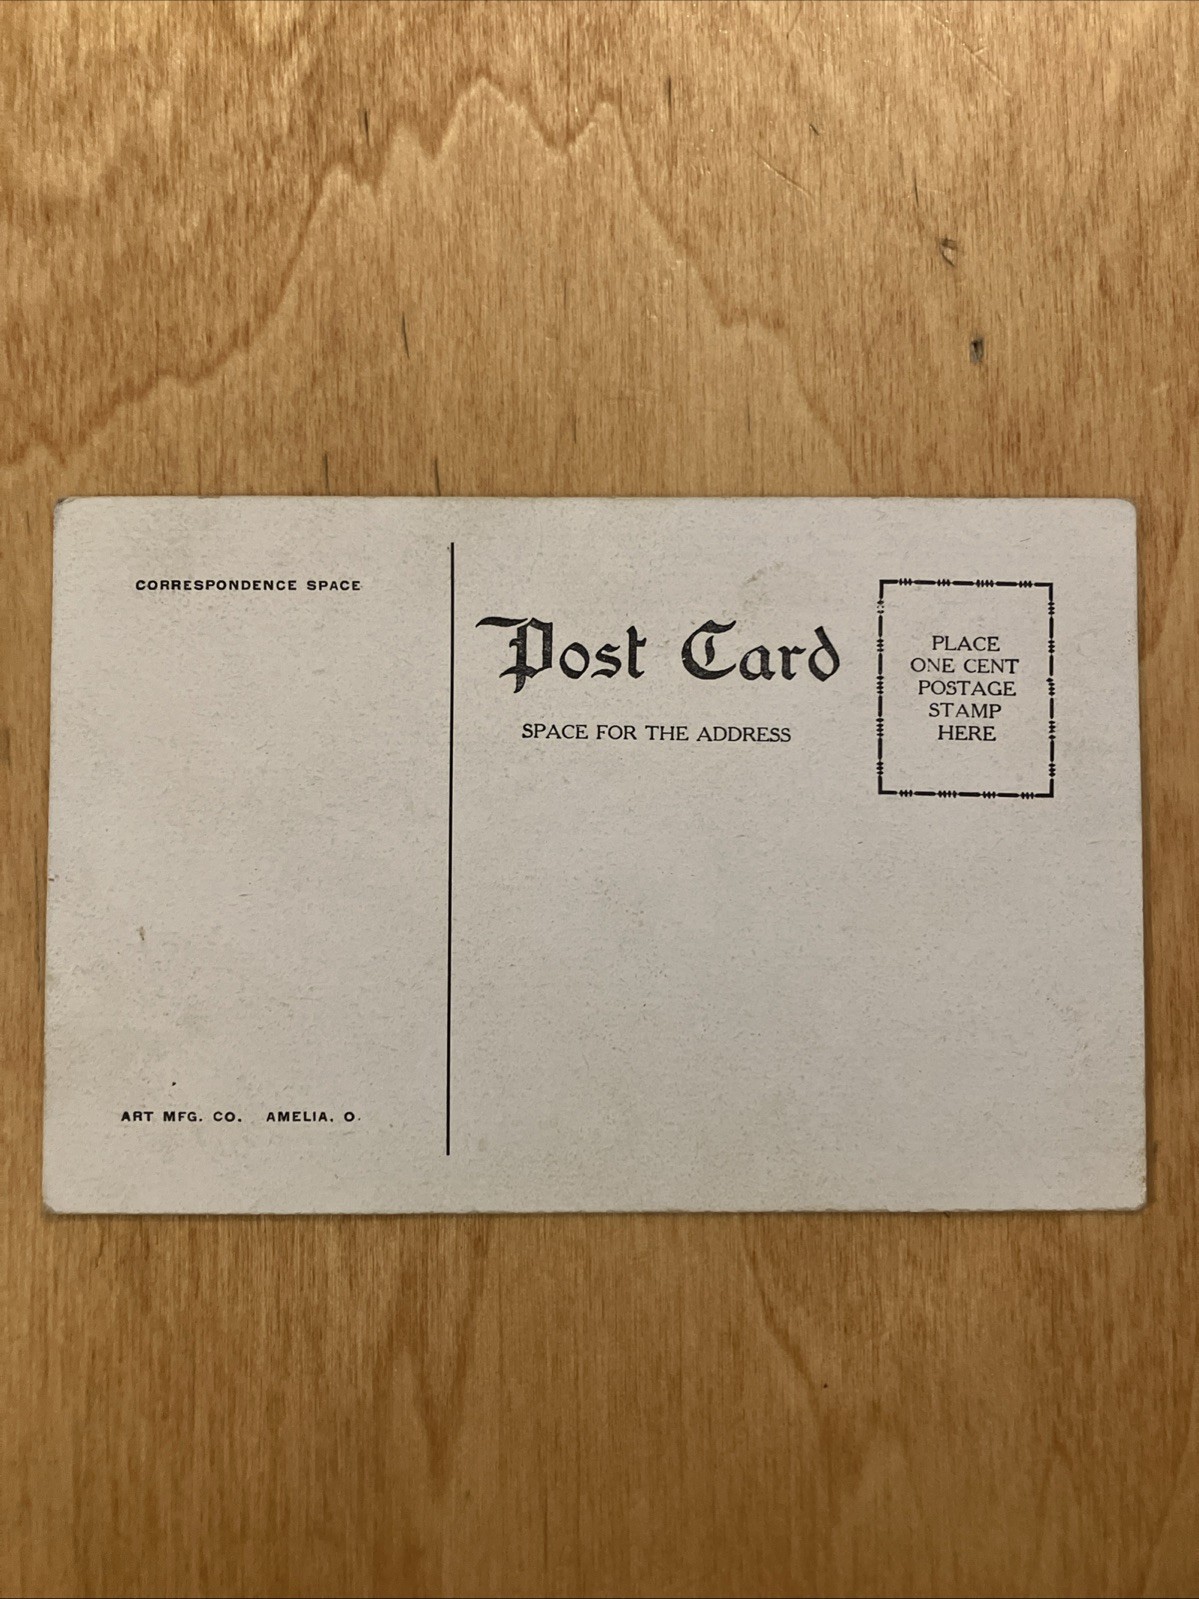 CORRESPONDENCE SPACE
Post Card
SPACE FOR THE ADDRESS
PLACE
ONE CENT
POSTAGE
STAMP
HERE
ART MFG. CO. AMELIA. O.